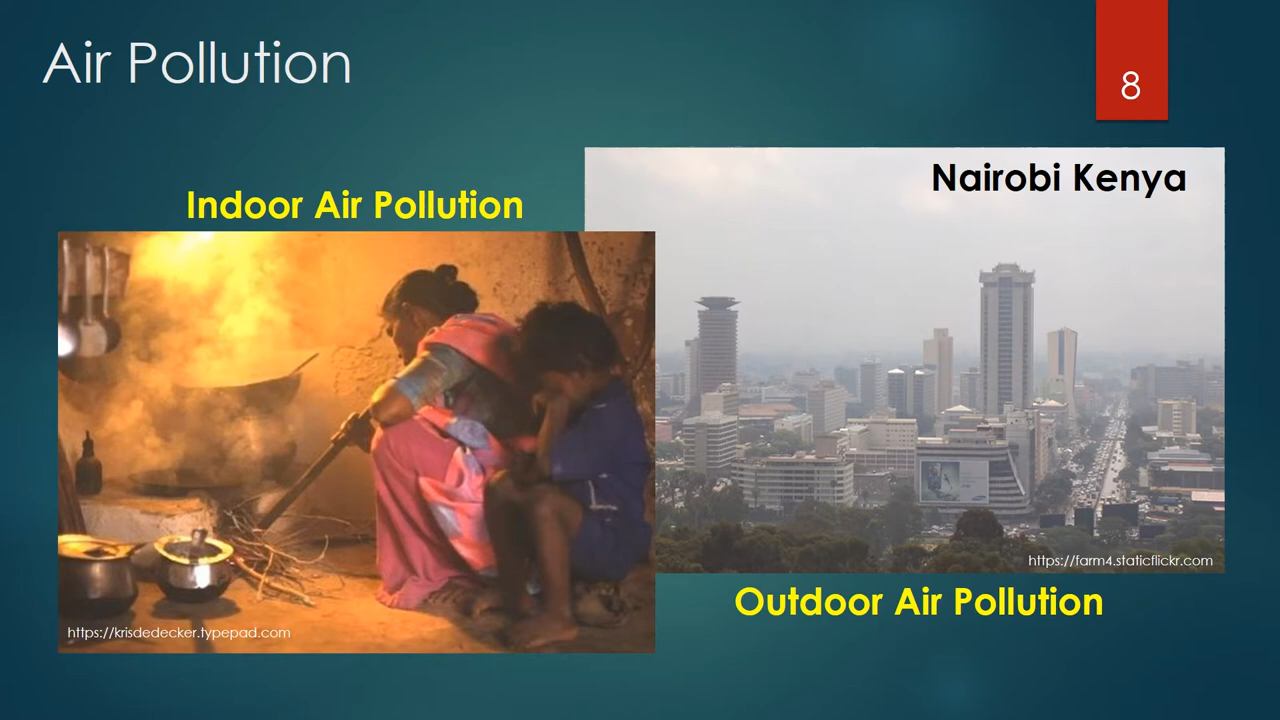 Air Pollution
8
Indoor Air Pollution
Nairobi Kenya
https://farm4.staticflickr.com
https://krisdedecker.typepad.com
Outdoor Air Pollution